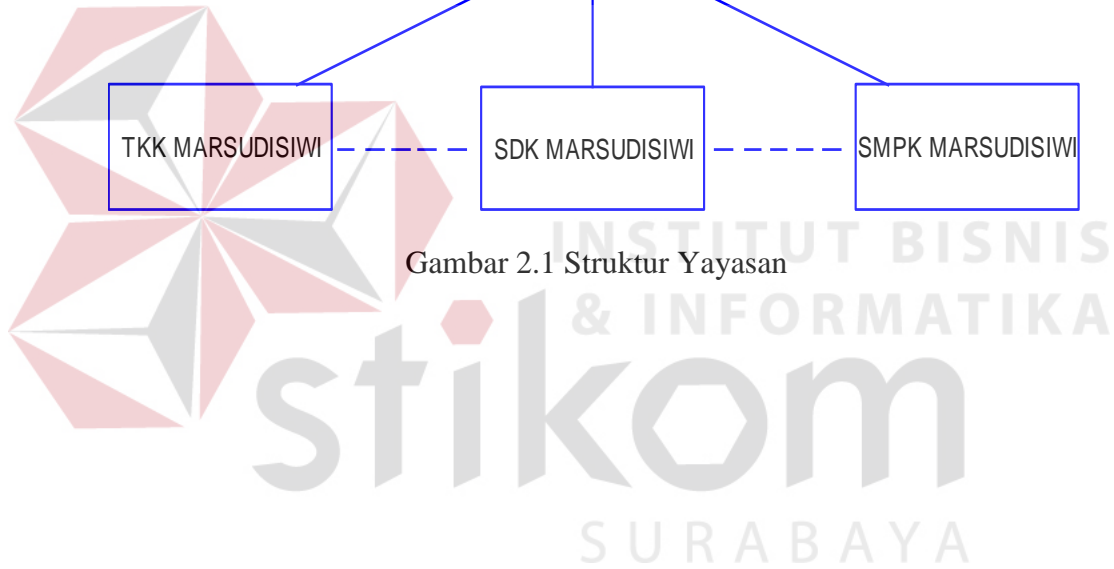 TKK MARSUDISIWI SDK MARSUDISIWI SMPK MARSUDISIWI
Gambar 2.1 Struktur Yayasan
INSTITUT BISNIS
& INFORMATIKA
stikom
SURABAYA